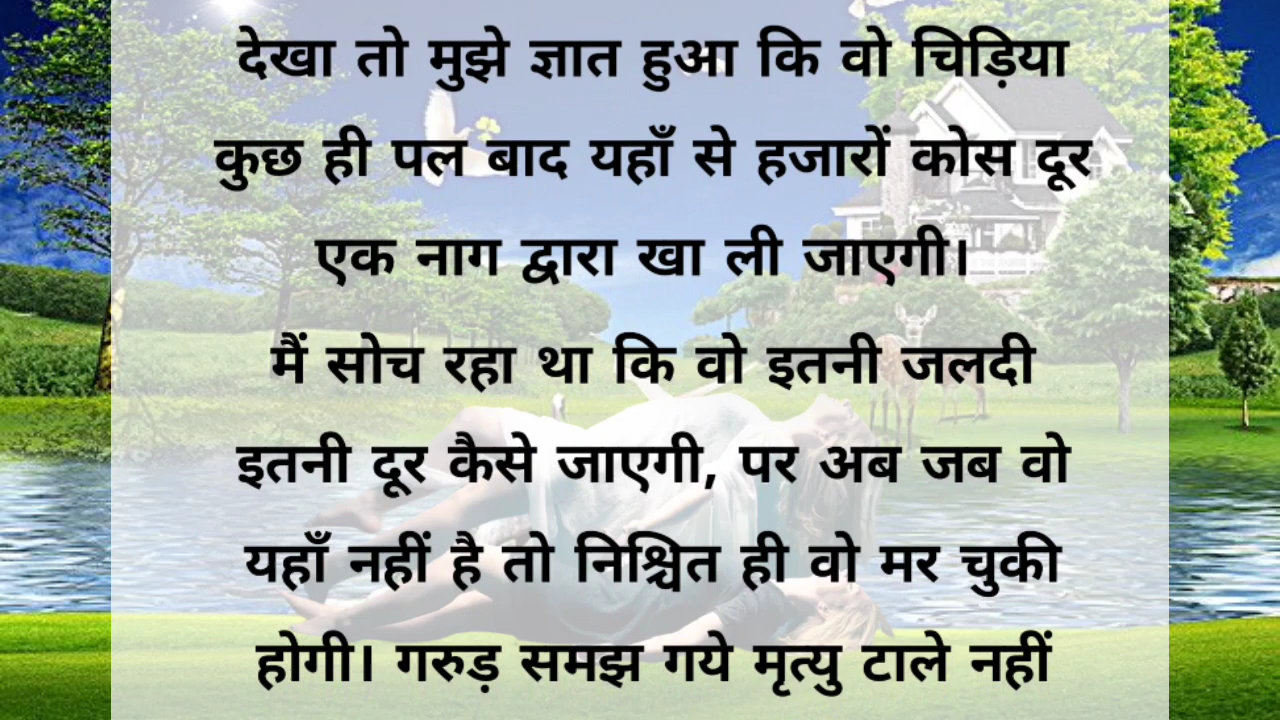 देखा तो मुझे ज्ञात हुआ कि वो चिड़िया
कुछ ही पल बाद यहाँ से हजारों कोस दूर
एक नाग द्वारा खा ली जाएगी।
मैं सोच रहा था कि वो इतनी जलदी
इतनी दूर कैसे जाएगी, पर अब जब वो
यहाँ नहीं है तो निश्चित ही वो मर चुकी
होगी। गरुड़ समझ गये मृत्यु टाले नहीं